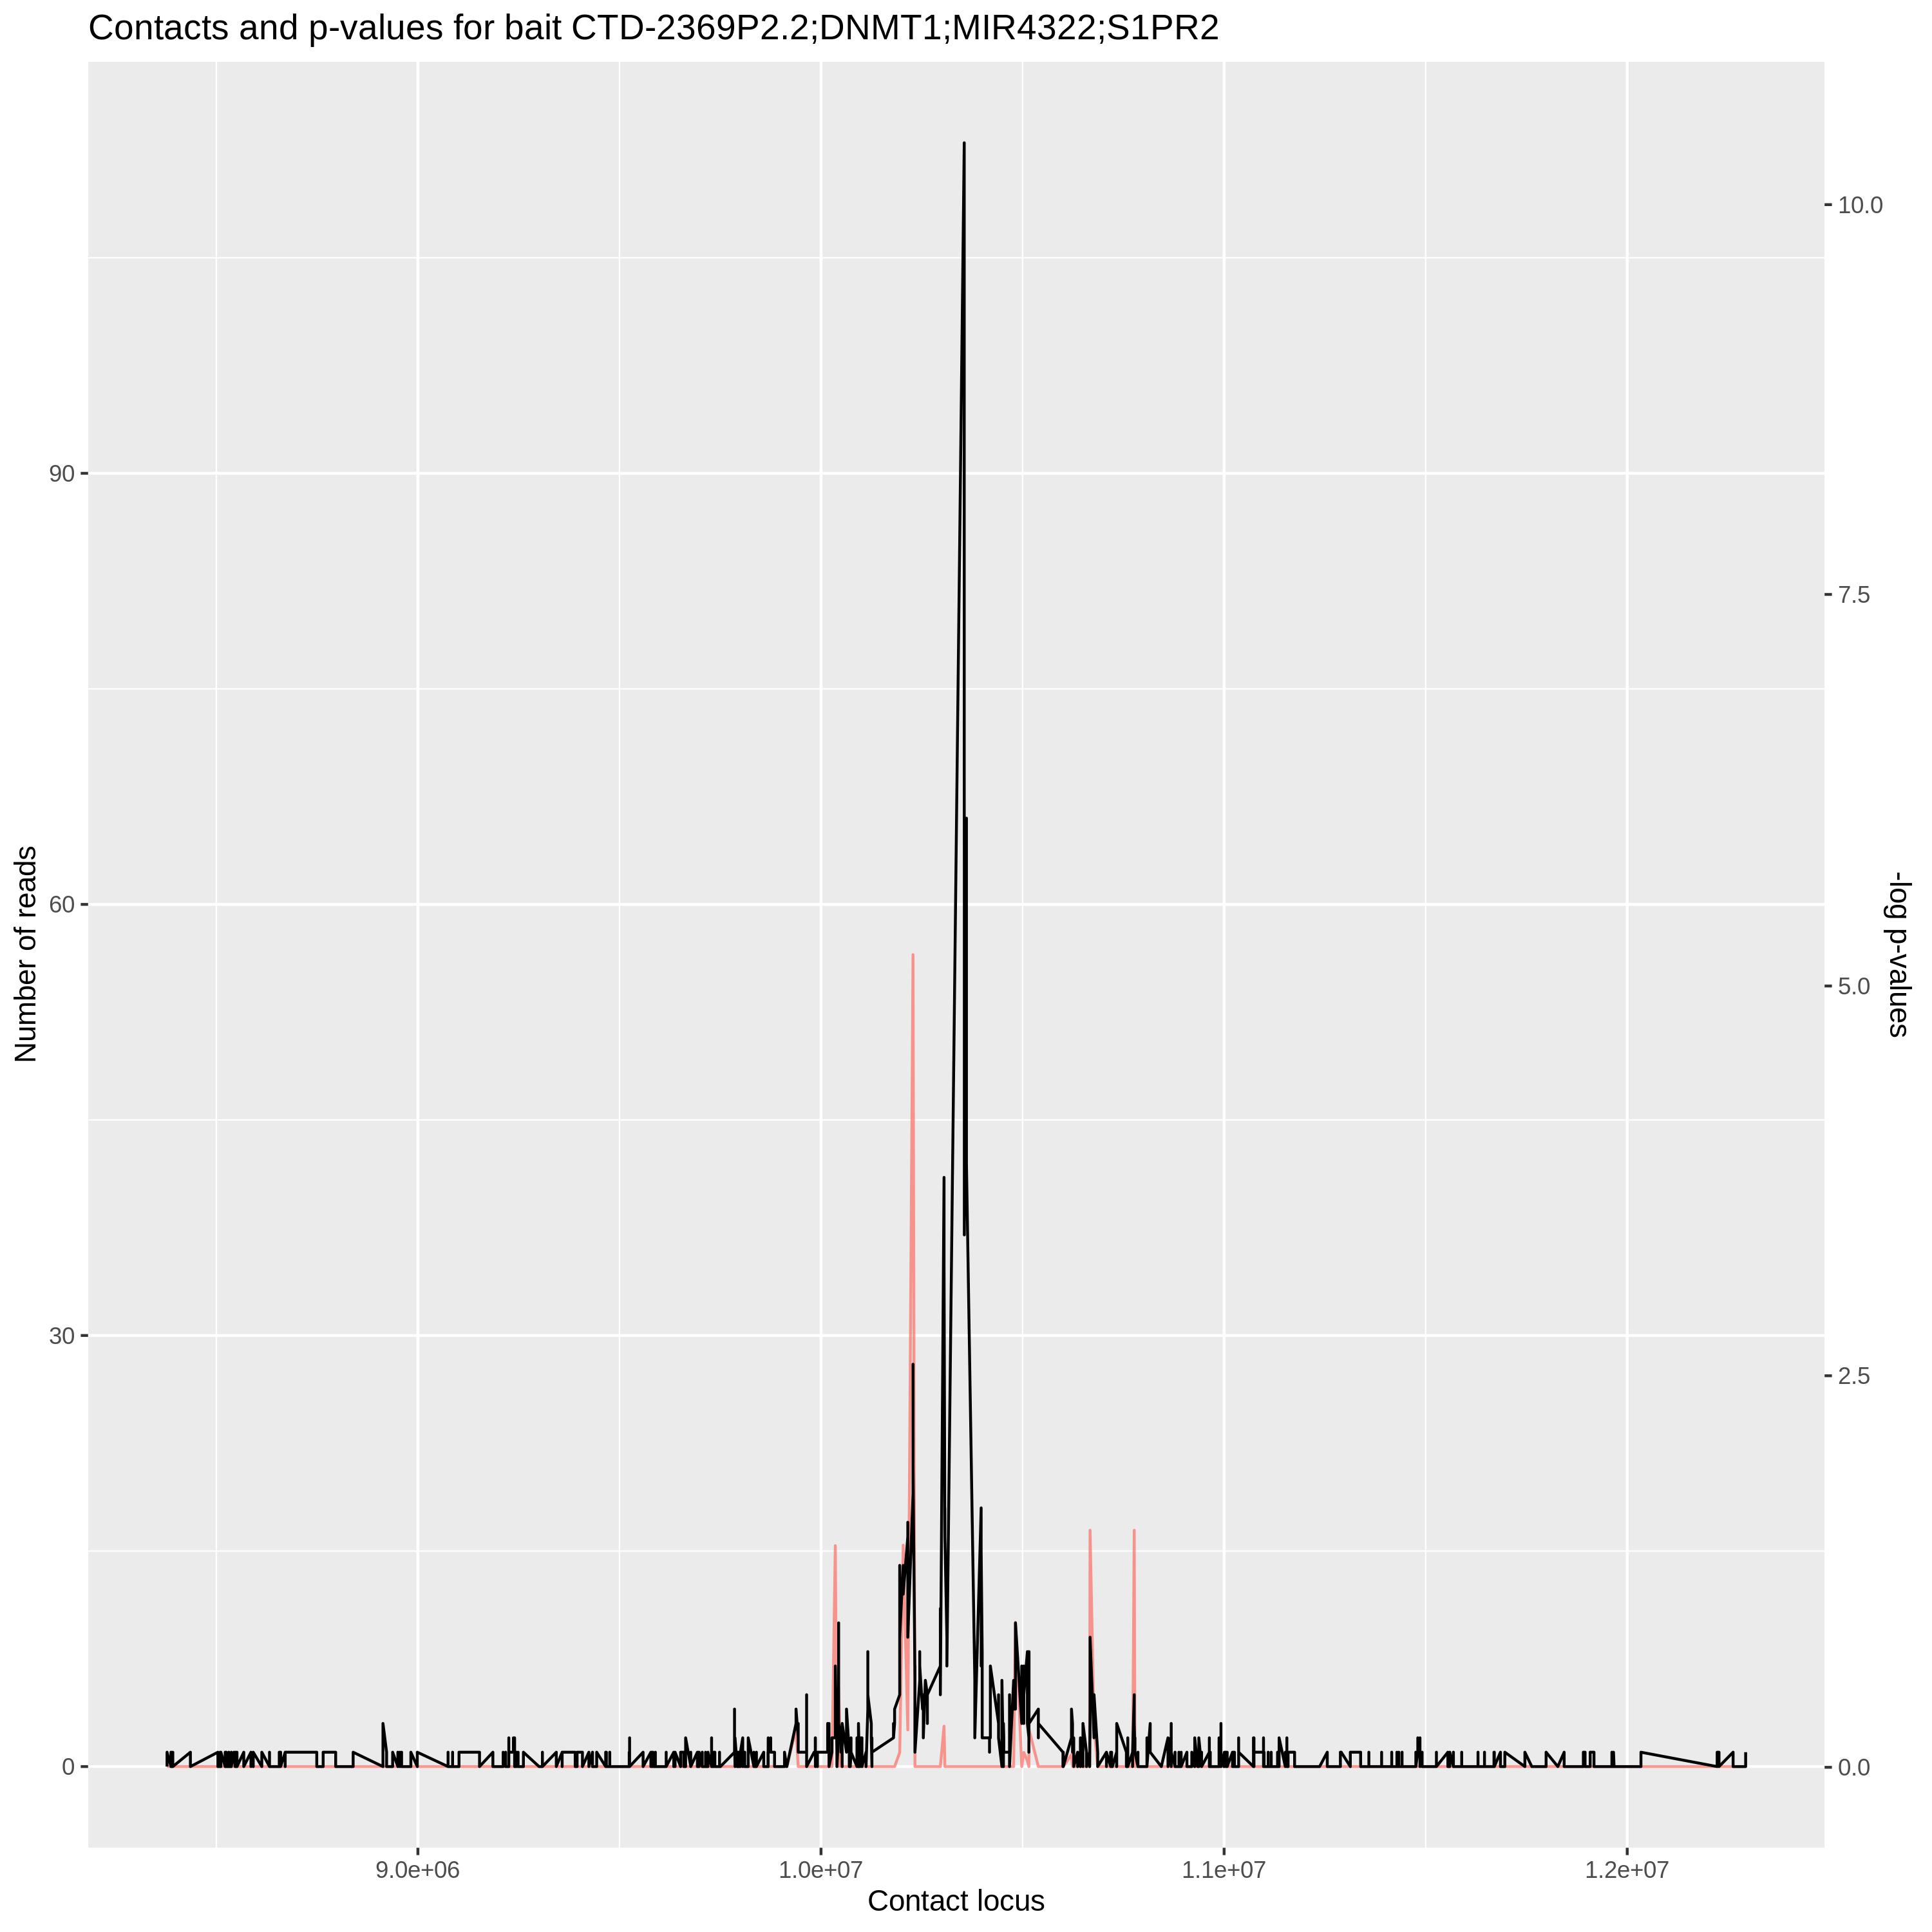 Contacts and p-values for bait CTD-2369P2.2;DNMT1;MIR4322;S1PR2
Number of reads
90
60
30
0
10.0
7.5
5.0
2.5
0.0
-log p-values
9.0e+06
1.0e+07
1.1e+07
1.2e+07
Contact locus